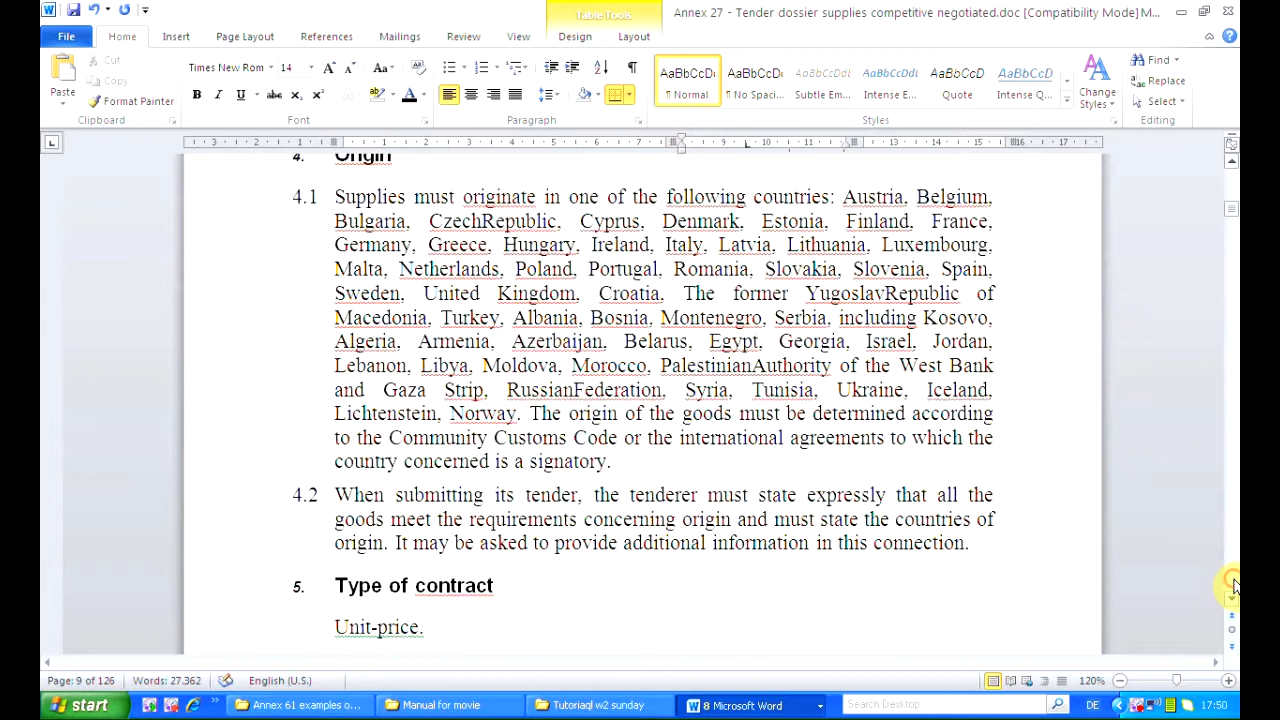 Table Tools
Annex 27 - Tender dossier supplies competitive negotiated.doc [Compatibility Mode] M...
File Home Insert Page Layout References Mailings Review View Design Layout
Paste
Cut
Copy
Format Painter
Clipboard
Times New Rom 14
Font
Paragraph
AaBbCcDc
¶ Normal
AaBbCcDc
¶ No Spaci...
AaBbCcDc
Subtle Em...
AaBbCcDc
Intense E...
AaBbCcDc
Quote
AaBbCcDc
Intense Q...
Styles
Change
Styles
Find
Replace
Select
Editing
4. Origin
4.1 Supplies must originate in one of the following countries: Austria, Belgium,
Bulgaria, CzechRepublic, Cyprus, Denmark, Estonia, Finland, France,
Germany, Greece, Hungary, Ireland, Italy, Latvia, Lithuania, Luxembourg,
Malta, Netherlands, Poland, Portugal, Romania, Slovakia, Slovenia, Spain,
Sweden, United Kingdom, Croatia, The former YugoslavRepublic of
Macedonia, Turkey, Albania, Bosnia, Montenegro, Serbia, including Kosovo,
Algeria, Armenia, Azerbaijan, Belarus, Egypt, Georgia, Israel, Jordan,
Lebanon, Libya, Moldova, Morocco, PalestinianAuthority of the West Bank
and Gaza Strip, RussianFederation, Syria, Tunisia, Ukraine, Iceland,
Lichtenstein, Norway. The origin of the goods must be determined according
to the Community Customs Code or the international agreements to which the
country concerned is a signatory.
4.2 When submitting its tender, the tenderer must state expressly that all the
goods meet the requirements concerning origin and must state the countries of
origin. It may be asked to provide additional information in this connection.
5. Type of contract
Unit-price.
Page: 9 of 126 Words: 27.362 English (U.S.) 120%
start Annex 61 examples o... Manual for movie Tutoriaql w2 sunday 8 Microsoft Word Search Desktop DE 17:50